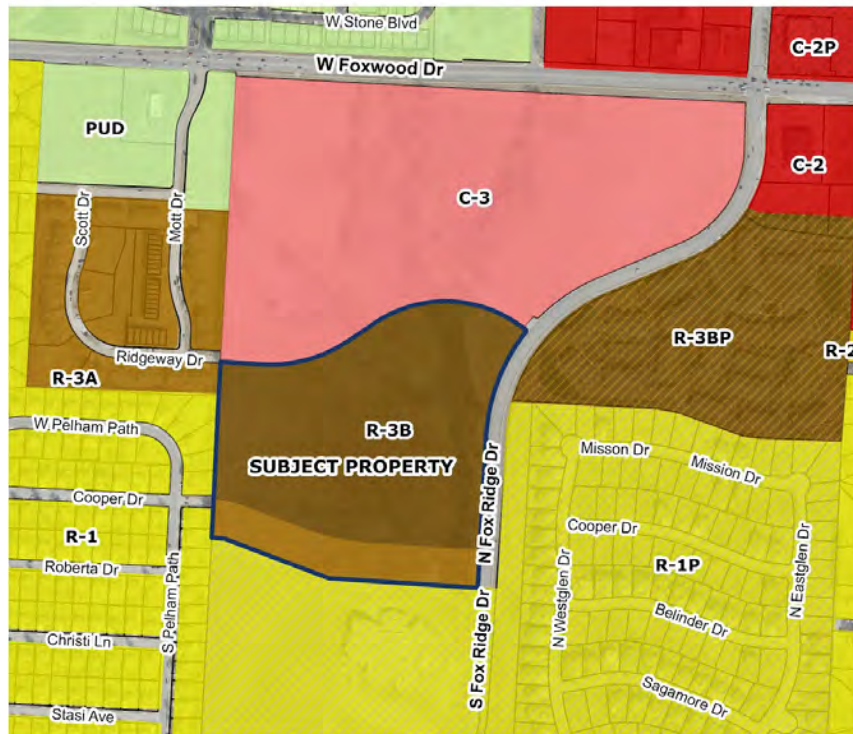 W Stone Blvd
C-2P
W Foxwood Dr
PUD
C-2
Scott Dr
Mott Dr
C-3
R-3BP
R-2
Ridgeway Dr
R-3A
W Pelham Path
R-3B
SUBJECT PROPERTY
N Fox Ridge Dr
Misson Dr
Mission Dr
Cooper Dr
Cooper Dr
R-1
S Pelham Path
Roberta Dr
R-1P
N Westglen Dr
N Eastglen Dr
Belinder Dr
S Fox Ridge Dr
Christi Ln
Sagamore Dr
Stasi Ave